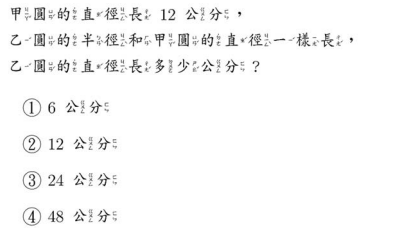 甲圓的直徑長 12 公分，
乙圓的半徑和甲圓的直徑一樣長，
乙圓的直徑長多少公分？
① 6 公分
② 12 公分
③ 24 公分
④ 48 公分